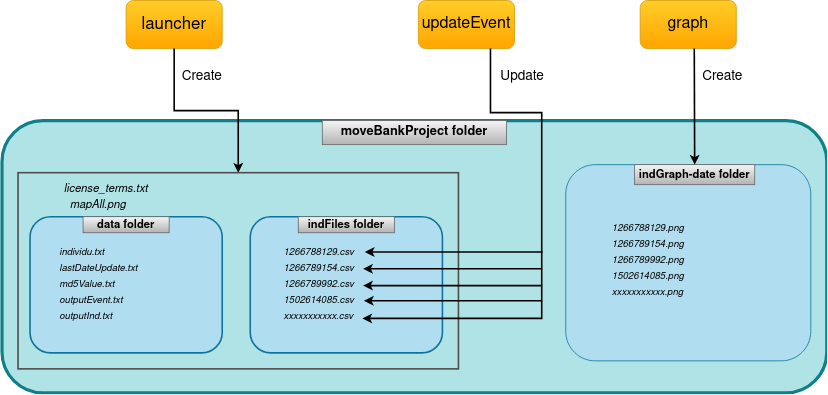 launcher
updateEvent
graph
Create
Update
Create
moveBankProject folder
license_terms.txt
mapAll.png
data folder
individu.txt
lastDateUpdate.txt
md5Value.txt
outputEvent.txt
outputInd.txt
indFiles folder
1266788129.csv
1266789154.csv
1266789992.csv
1502614085.csv
xxxxxxxxxxx.csv
indGraph-date folder
1266788129.png
1266789154.png
1266789992.png
1502614085.png
xxxxxxxxxxx.png